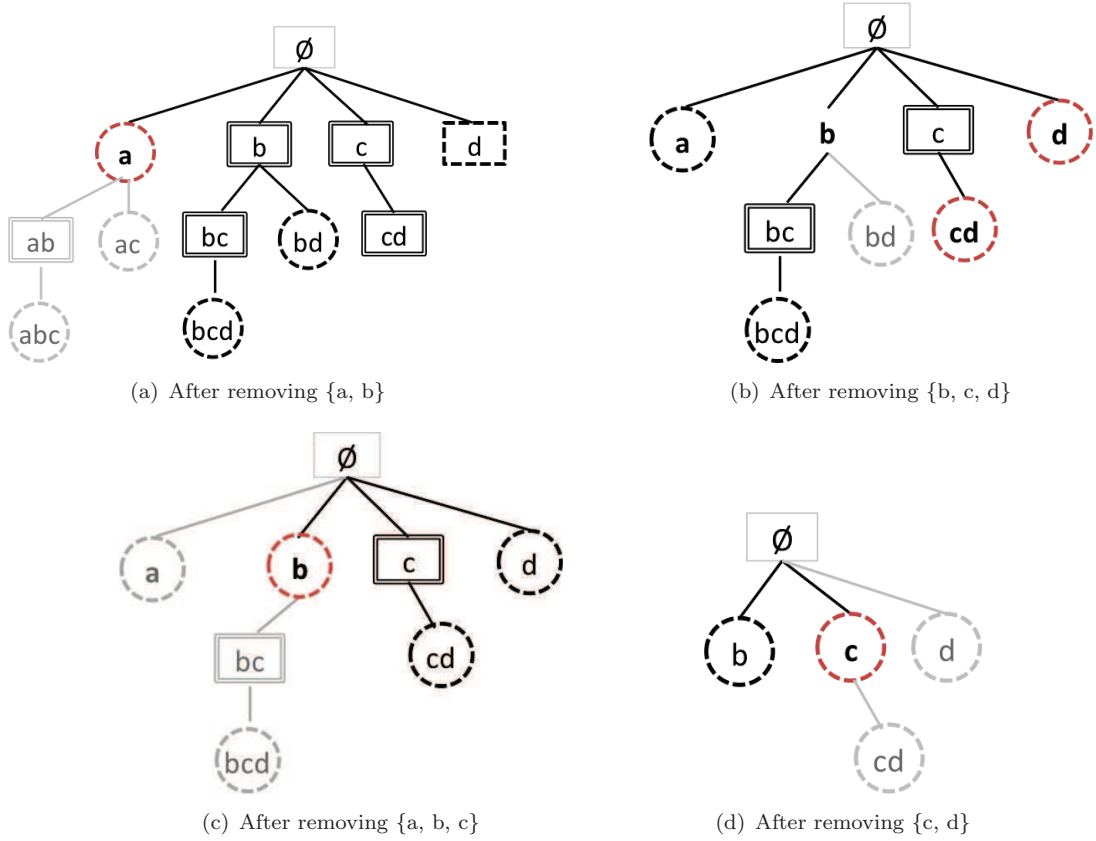 ∅
a
b
c
d
ab
ac
bc
bd
cd
abc
bcd
(a) After removing {a, b}
∅
a
b
c
d
bc
bd
cd
bcd
(b) After removing {b, c, d}
∅
a
b
c
d
bc
cd
bcd
(c) After removing {a, b, c}
∅
b
c
d
cd
(d) After removing {c, d}